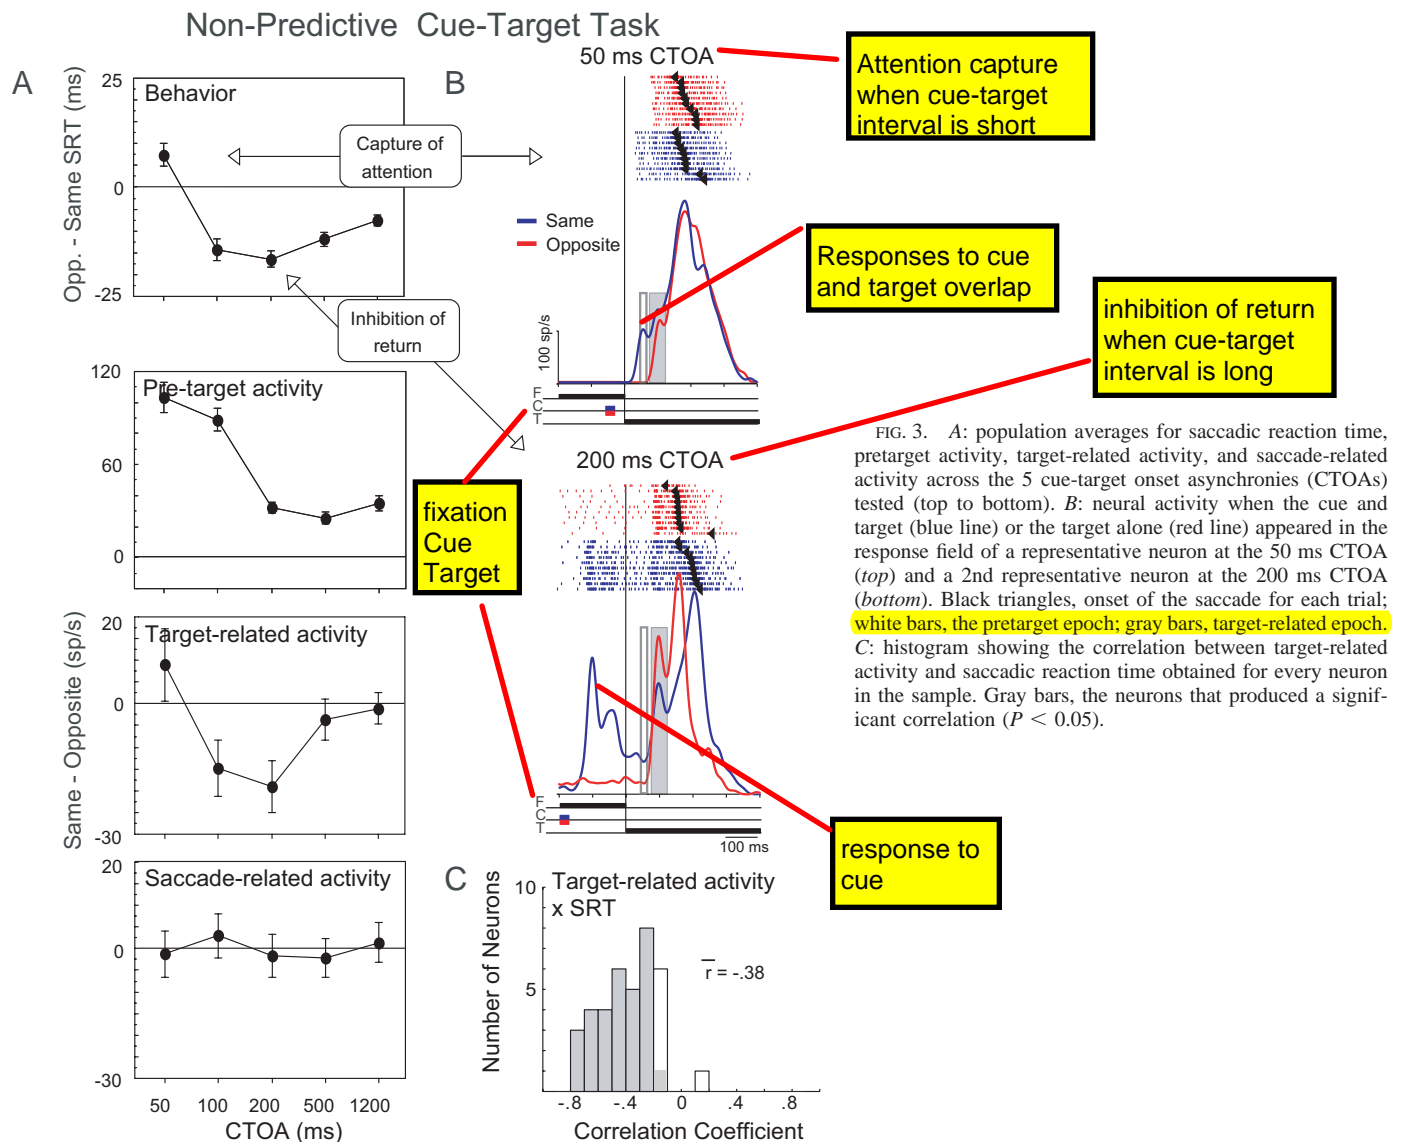 Non-Predictive Cue-Target Task
A
25
Behavior
0
-25
Opp. - Same SRT (ms)
Capture of
attention
Inhibition of
return
120
Pre-target activity
60
0
20
Target-related activity
0
-30
Same - Opposite (sp/s)
20
Saccade-related activity
0
-30
50 100 200 500 1200
CTOA (ms)
B
50 ms CTOA
Same
Opposite
100 sp/s
F
C
T
200 ms CTOA
F
C
T
100 ms
fixation
Cue
Target
Attention capture
when cue-target
interval is short
Responses to cue
and target overlap
inhibition of return
when cue-target
interval is long
response to
cue
C
Target-related activity
x SRT
10
5
Number of Neurons
r = -.38
-.8 -.4 0 .4 .8
Correlation Coefficient
FIG. 3. A: population averages for saccadic reaction time,
pretarget activity, target-related activity, and saccade-related
activity across the 5 cue-target onset asynchronies (CTOAs)
tested (top to bottom). B: neural activity when the cue and
target (blue line) or the target alone (red line) appeared in the
response field of a representative neuron at the 50 ms CTOA
(top) and a 2nd representative neuron at the 200 ms CTOA
(bottom). Black triangles, onset of the saccade for each trial;
white bars, the pretarget epoch; gray bars, target-related epoch.
C: histogram showing the correlation between target-related
activity and saccadic reaction time obtained for every neuron
in the sample. Gray bars, the neurons that produced a signif-
icant correlation (P < 0.05).